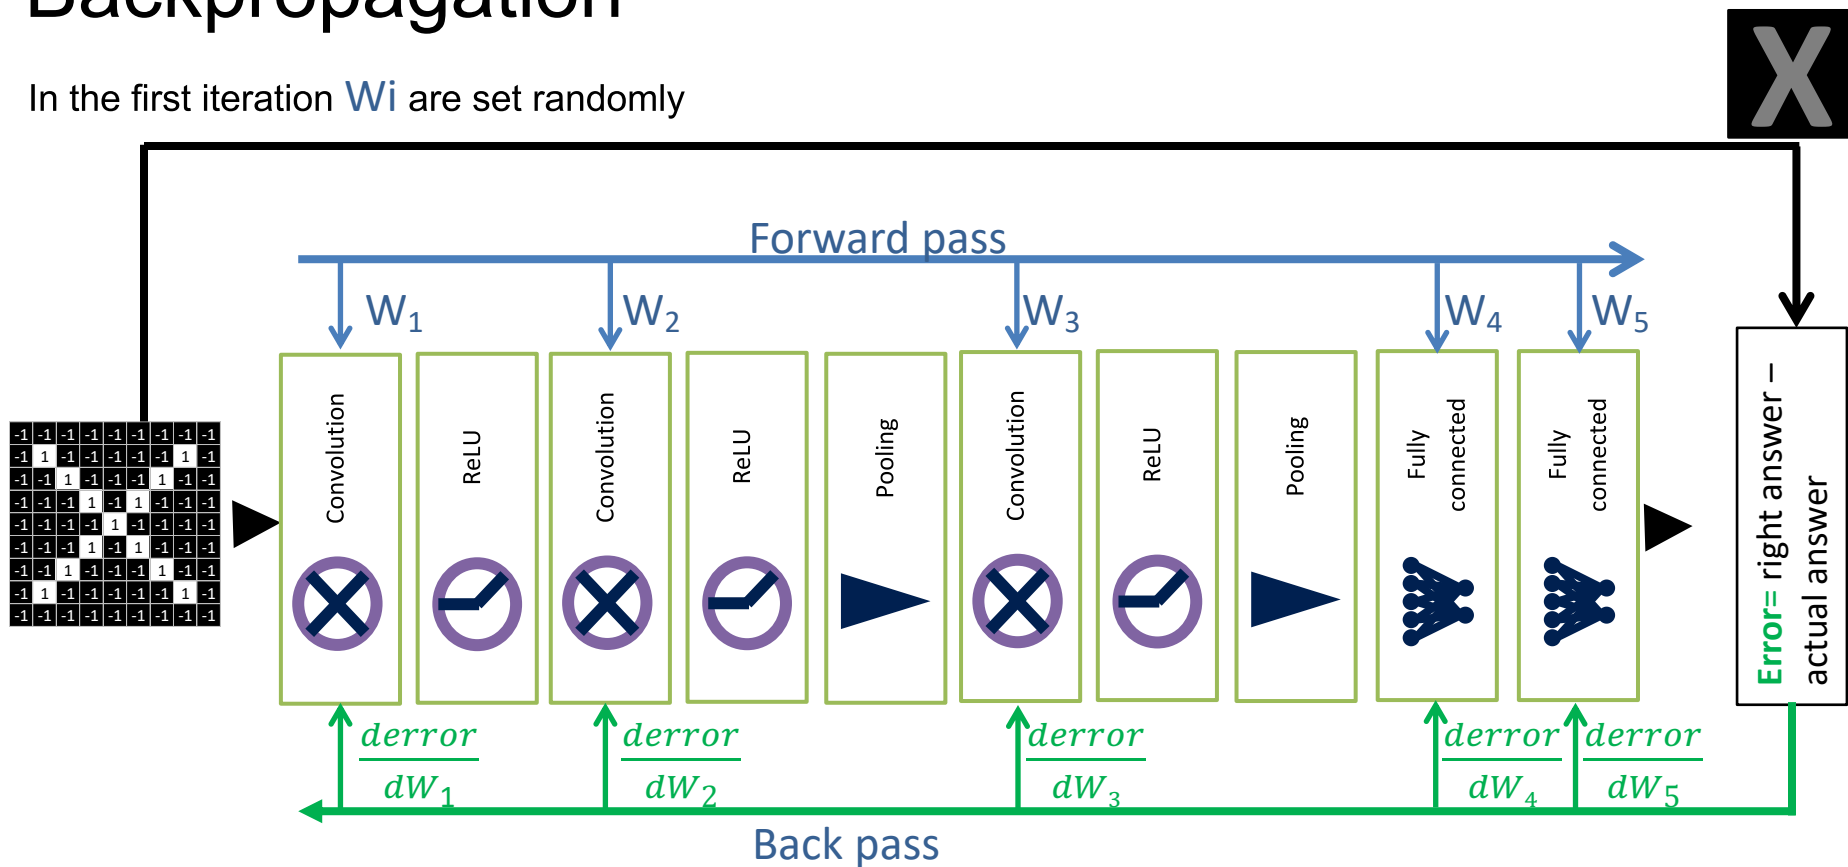 Backpropagation
In the first iteration Wi are set randomly
X
Forward pass
W1 W2 W3 W4 W5
-1 -1 -1 -1 -1 -1 -1 -1 -1
-1 1 -1 -1 -1 -1 -1 1 -1
-1 -1 1 -1 -1 -1 1 -1 -1
-1 -1 -1 1 -1 1 -1 -1 -1
-1 -1 -1 -1 1 -1 -1 -1 -1
-1 -1 -1 1 -1 1 -1 -1 -1
-1 -1 1 -1 -1 -1 1 -1 -1
-1 1 -1 -1 -1 -1 -1 1 -1
-1 -1 -1 -1 -1 -1 -1 -1 -1
Convolution
ReLU
Convolution
ReLU
Pooling
Convolution
ReLU
Pooling
Fully
connected
Fully
connected
Error= right answer –
actual answer
derror
dW1
derror
dW2
derror
dW3
derror
dW4
derror
dW5
Back pass